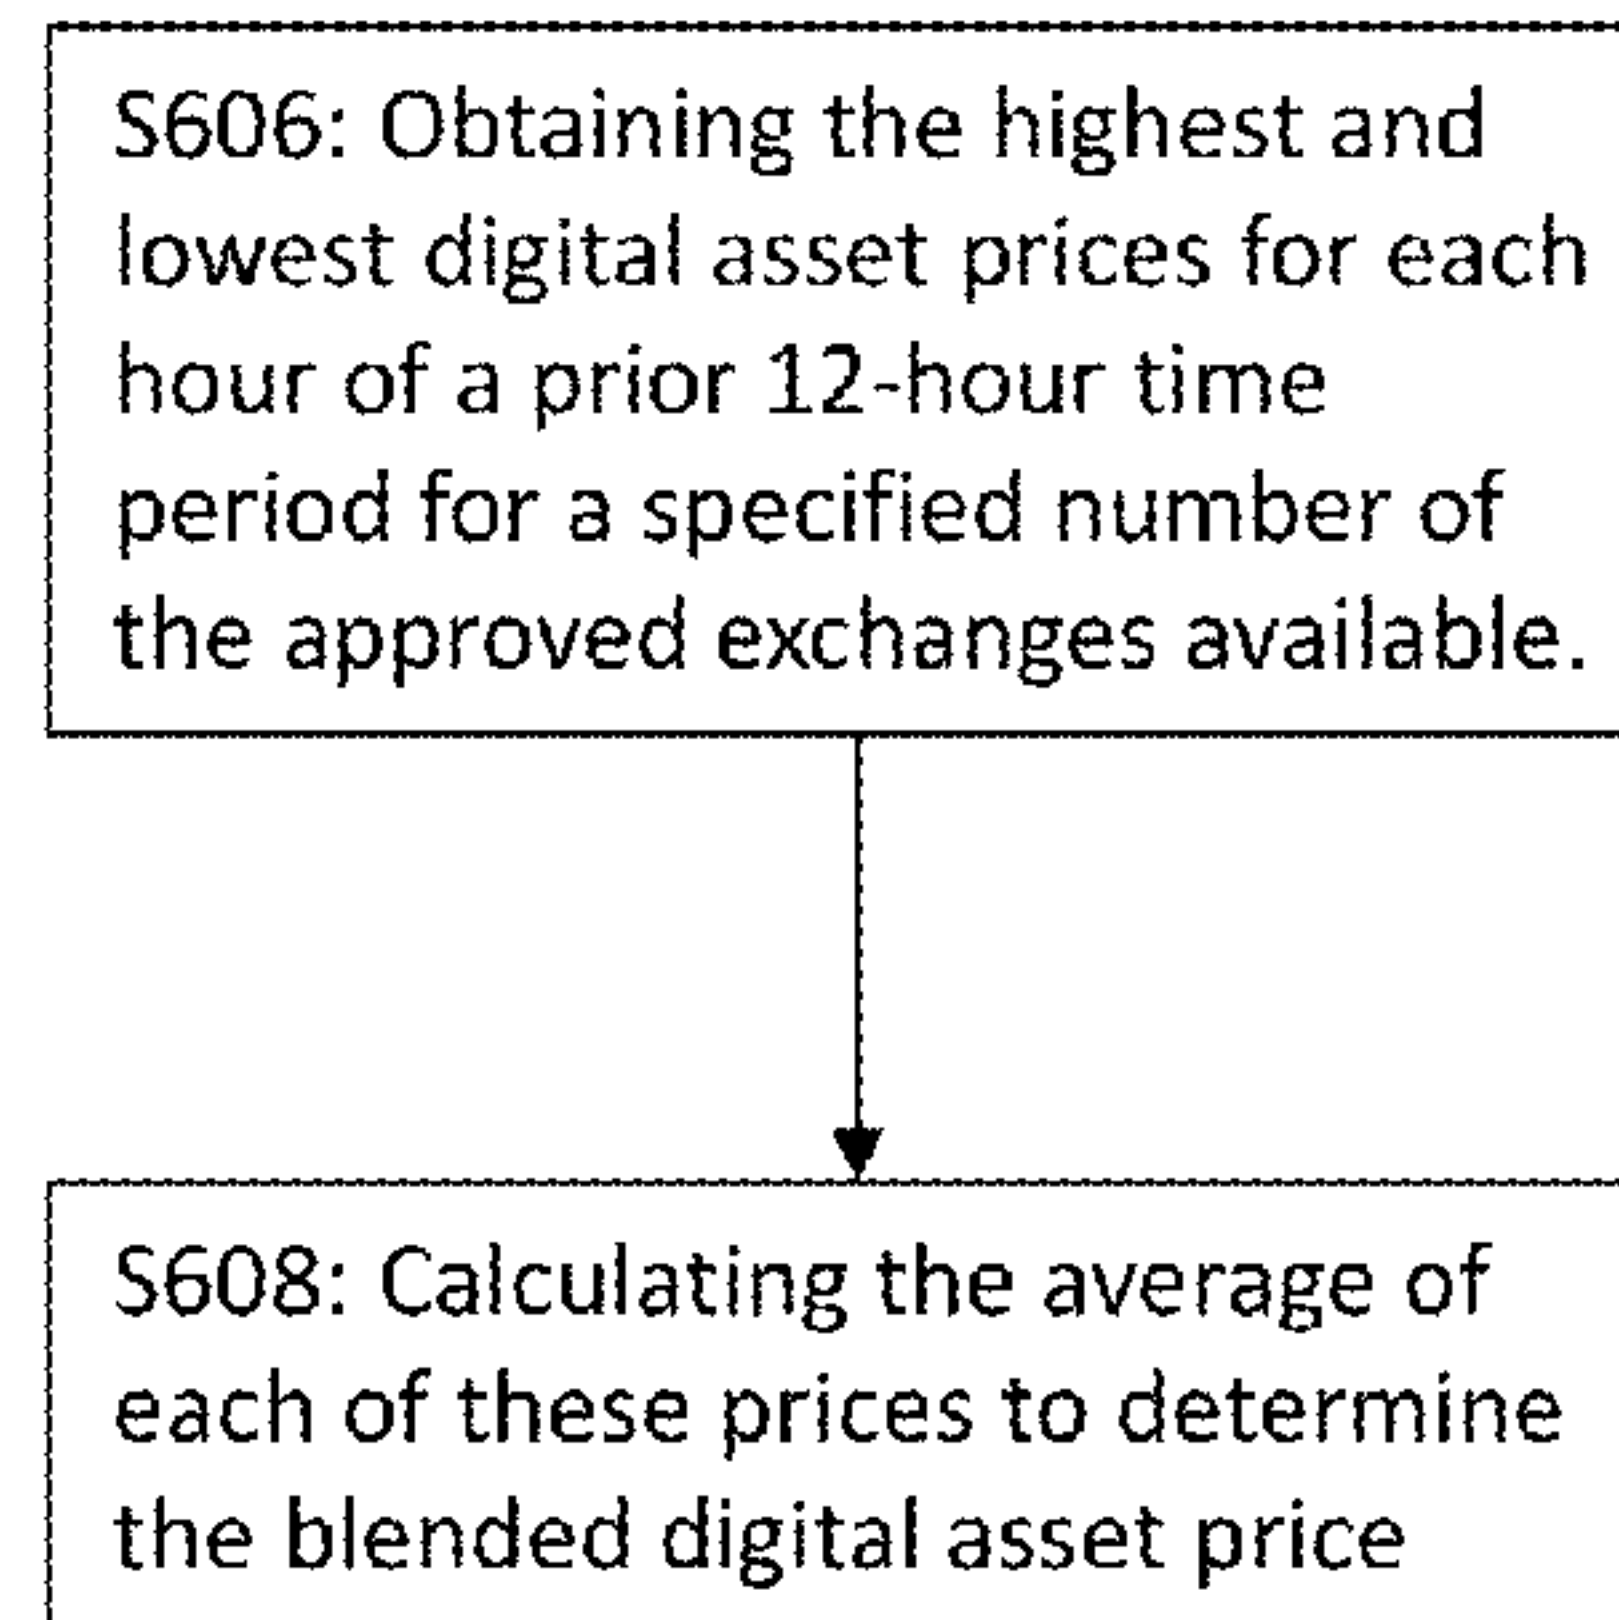 S606: Obtaining the highest and
lowest digital asset prices for each
hour of a prior 12-hour time
period for a specified number of
the approved exchanges available.
S608: Calculating the average of
each of these prices to determine
the blended digital asset price